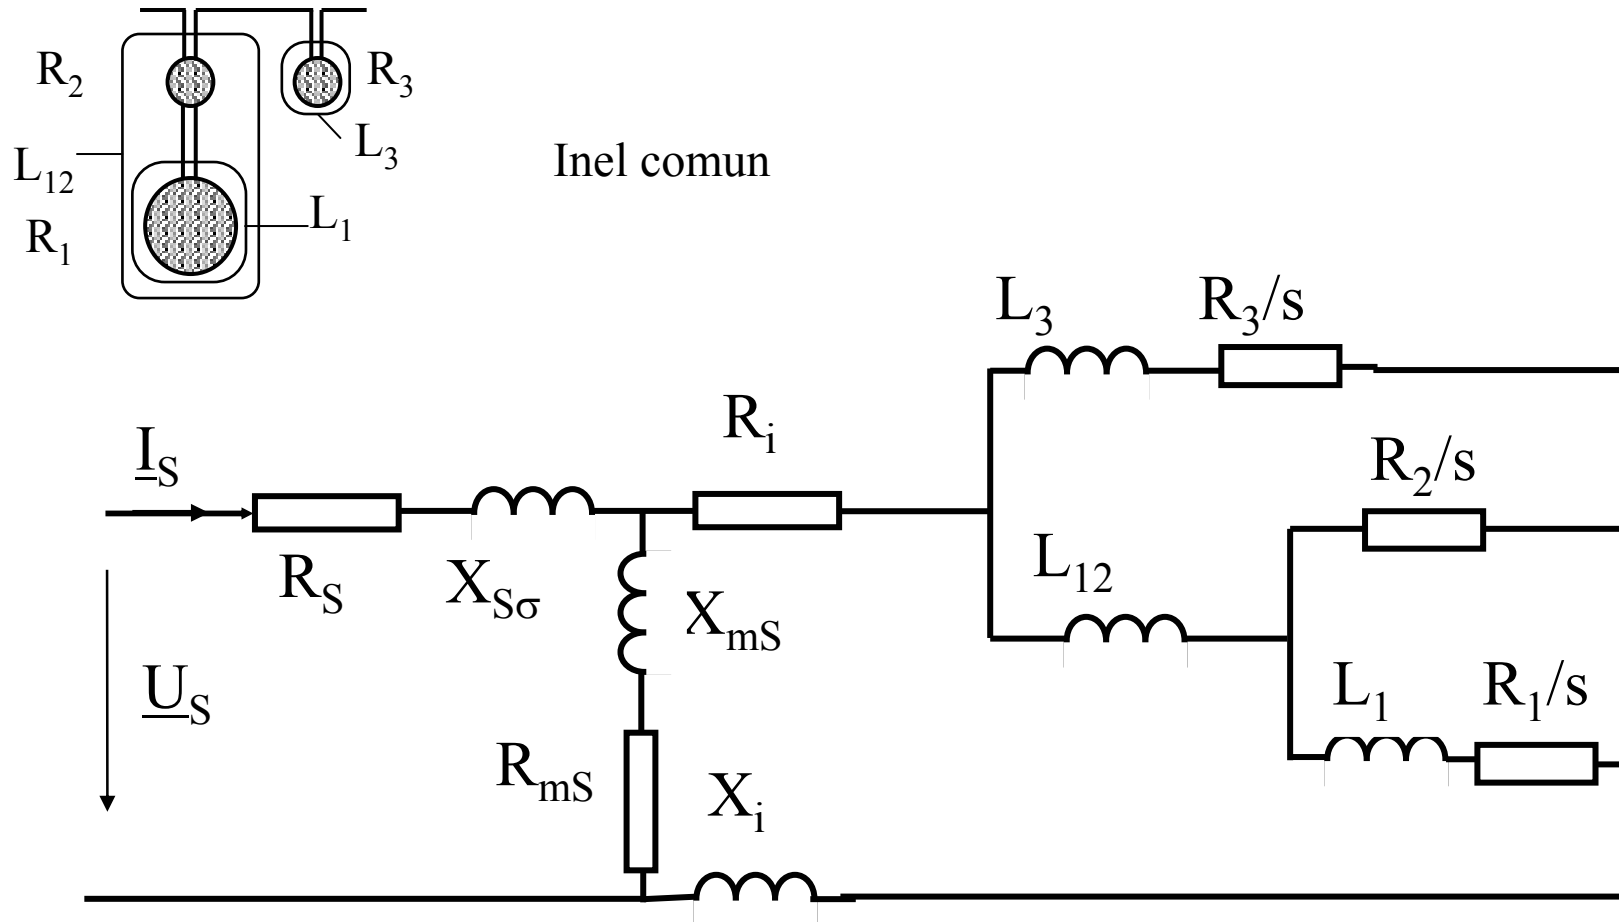 R2
R3
L3
Inel comun
L12
L1
R1
L3
R3/s
Ri
IS
R2/s
L12
RS
XSσ
XmS
US
L1
R1/s
RmS
Xi